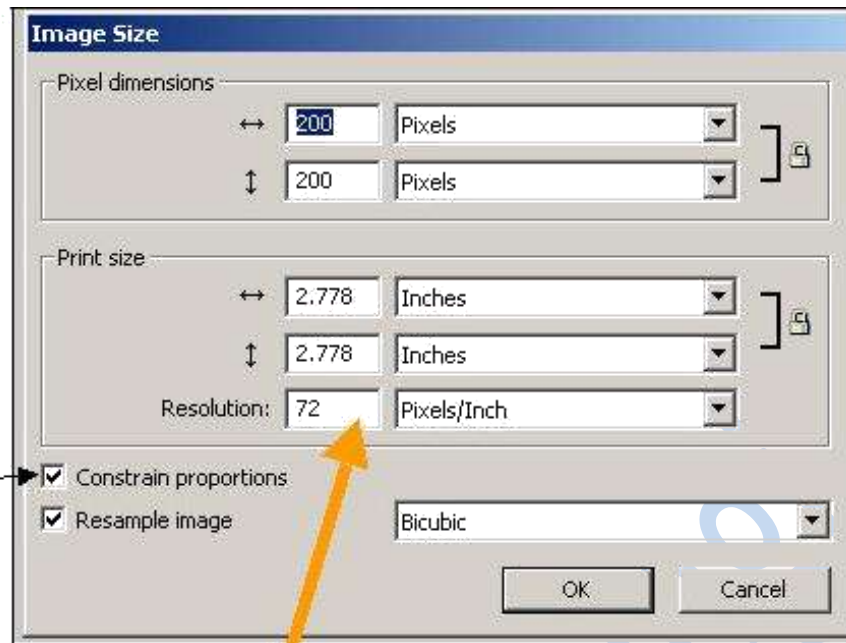 Image Size
Pixel dimensions
200 Pixels
200 Pixels
Print size
2.778 Inches
2.778 Inches
Resolution: 72 Pixels/Inch
Constrain proportions
Resample image Bicubic
OK Cancel